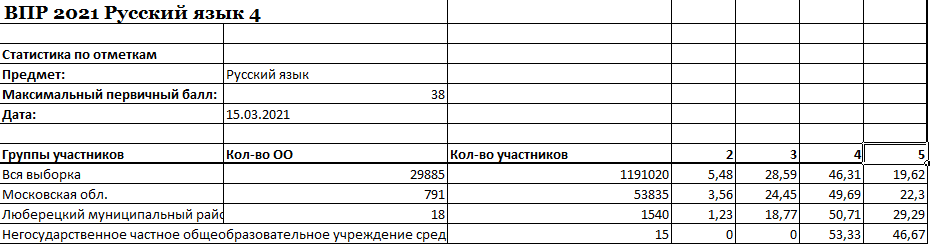 ВПР 2021 Русский язык 4
Статистика по отметкам
Предмет: Русский язык
Максимальный первичный балл: 38
Дата: 15.03.2021
Группы участников Кол-во ОО Кол-во участников 2 3 4 5
Вся выборка 29885 1191020 5,48 28,59 46,31 19,62
Московская обл. 791 53835 3,56 24,45 49,69 22,3
Люберецкий муниципальный райо 18 1540 1,23 18,77 50,71 29,29
Негосударственное частное общеобразовательное учреждение сред 15 0 0 53,33 46,67